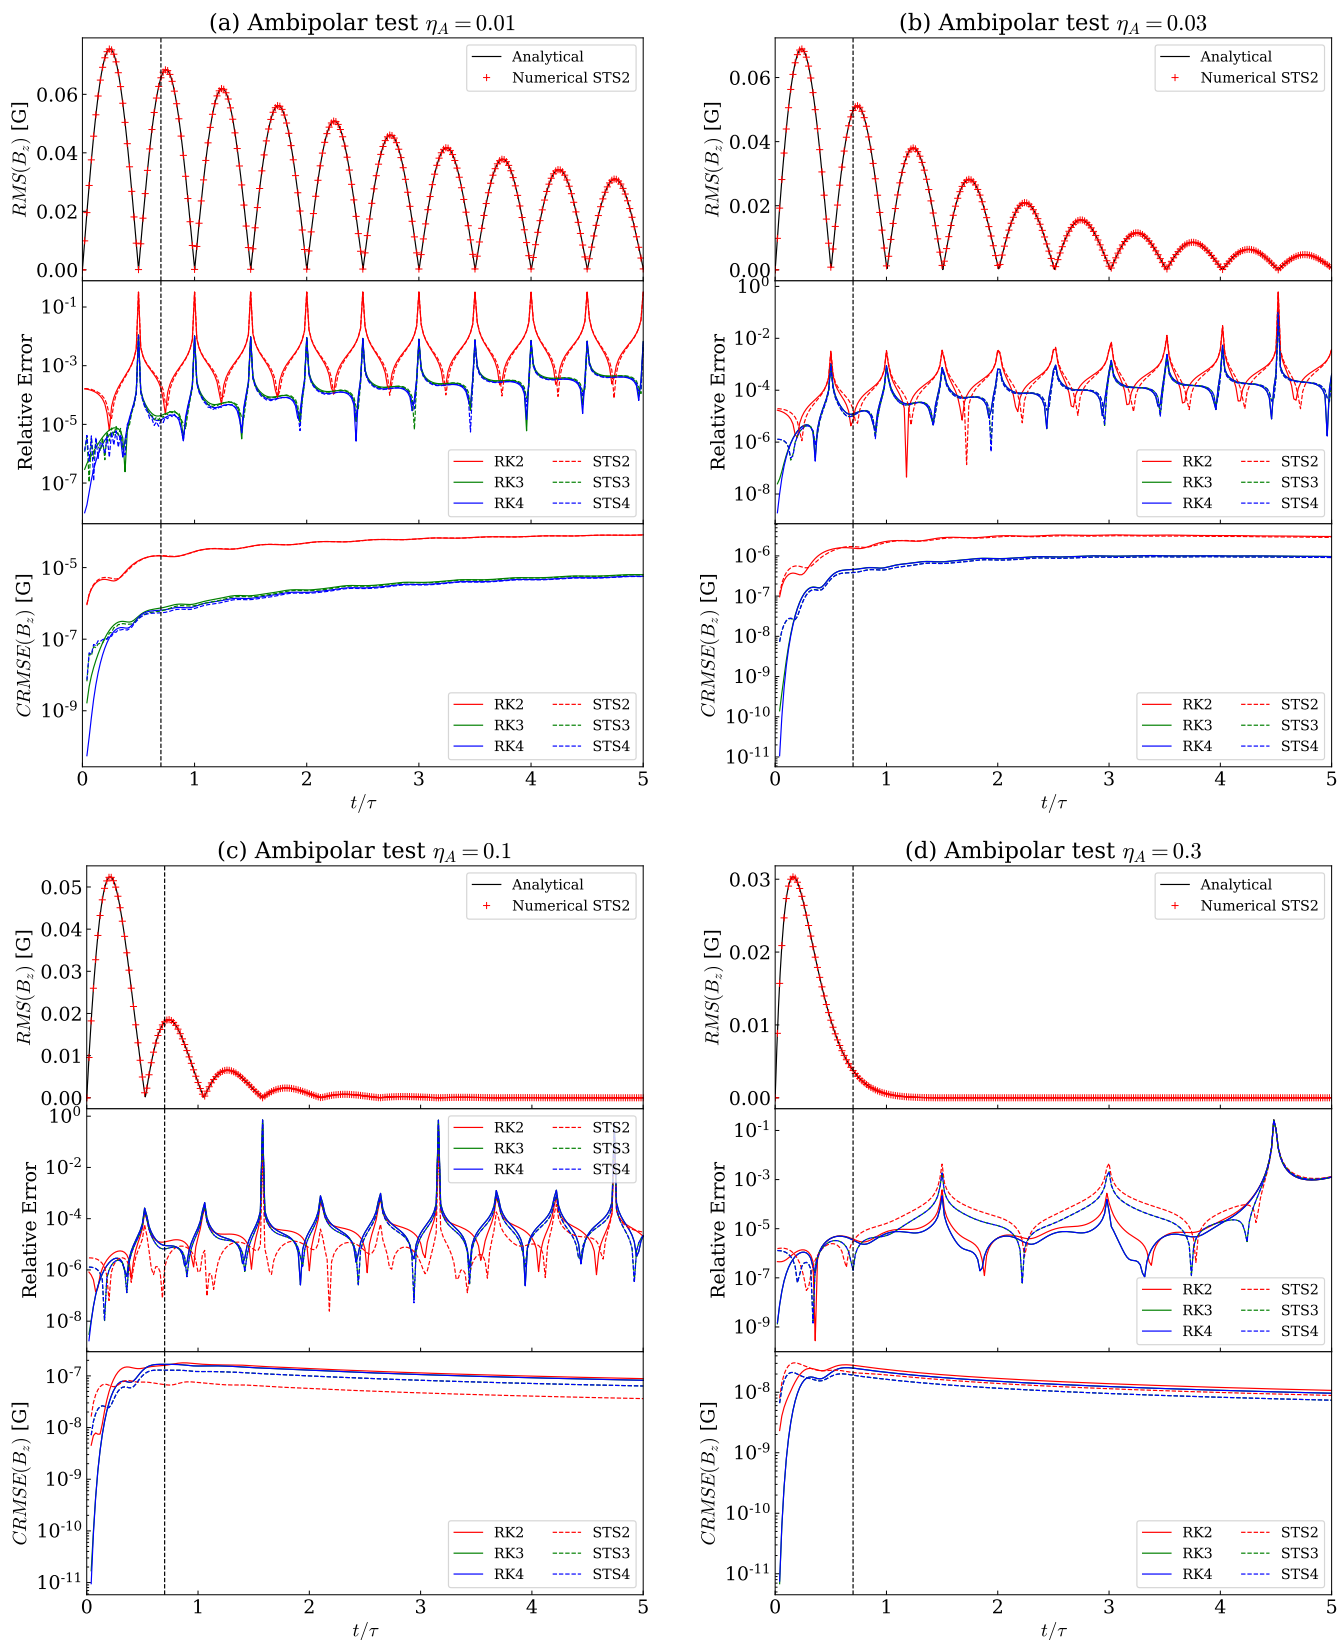 (a) Ambipolar test η_A = 0.01
RMS(B_z) [G]
0.06
0.04
0.02
0.00
Analytical
Numerical STS2
Relative Error
10^-1
10^-3
10^-5
10^-7
RK2 STS2
RK3 STS3
RK4 STS4
CRMSE(B_z) [G]
10^-5
10^-7
10^-9
RK2 STS2
RK3 STS3
RK4 STS4
0 1 2 3 4 5
t/τ
(b) Ambipolar test η_A = 0.03
RMS(B_z) [G]
0.06
0.04
0.02
0.00
Analytical
Numerical STS2
Relative Error
10^0
10^-2
10^-4
10^-6
10^-8
RK2 STS2
RK3 STS3
RK4 STS4
CRMSE(B_z) [G]
10^-6
10^-7
10^-8
10^-9
10^-10
10^-11
RK2 STS2
RK3 STS3
RK4 STS4
0 1 2 3 4 5
t/τ
(c) Ambipolar test η_A = 0.1
RMS(B_z) [G]
0.05
0.04
0.03
0.02
0.01
0.00
Analytical
Numerical STS2
Relative Error
10^0
10^-2
10^-4
10^-6
10^-8
RK2 STS2
RK3 STS3
RK4 STS4
CRMSE(B_z) [G]
10^-7
10^-8
10^-9
10^-10
10^-11
RK2 STS2
RK3 STS3
RK4 STS4
0 1 2 3 4 5
t/τ
(d) Ambipolar test η_A = 0.3
RMS(B_z) [G]
0.03
0.02
0.01
0.00
Analytical
Numerical STS2
Relative Error
10^-1
10^-3
10^-5
10^-7
10^-9
RK2 STS2
RK3 STS3
RK4 STS4
CRMSE(B_z) [G]
10^-8
10^-9
10^-10
10^-11
RK2 STS2
RK3 STS3
RK4 STS4
0 1 2 3 4 5
t/τ